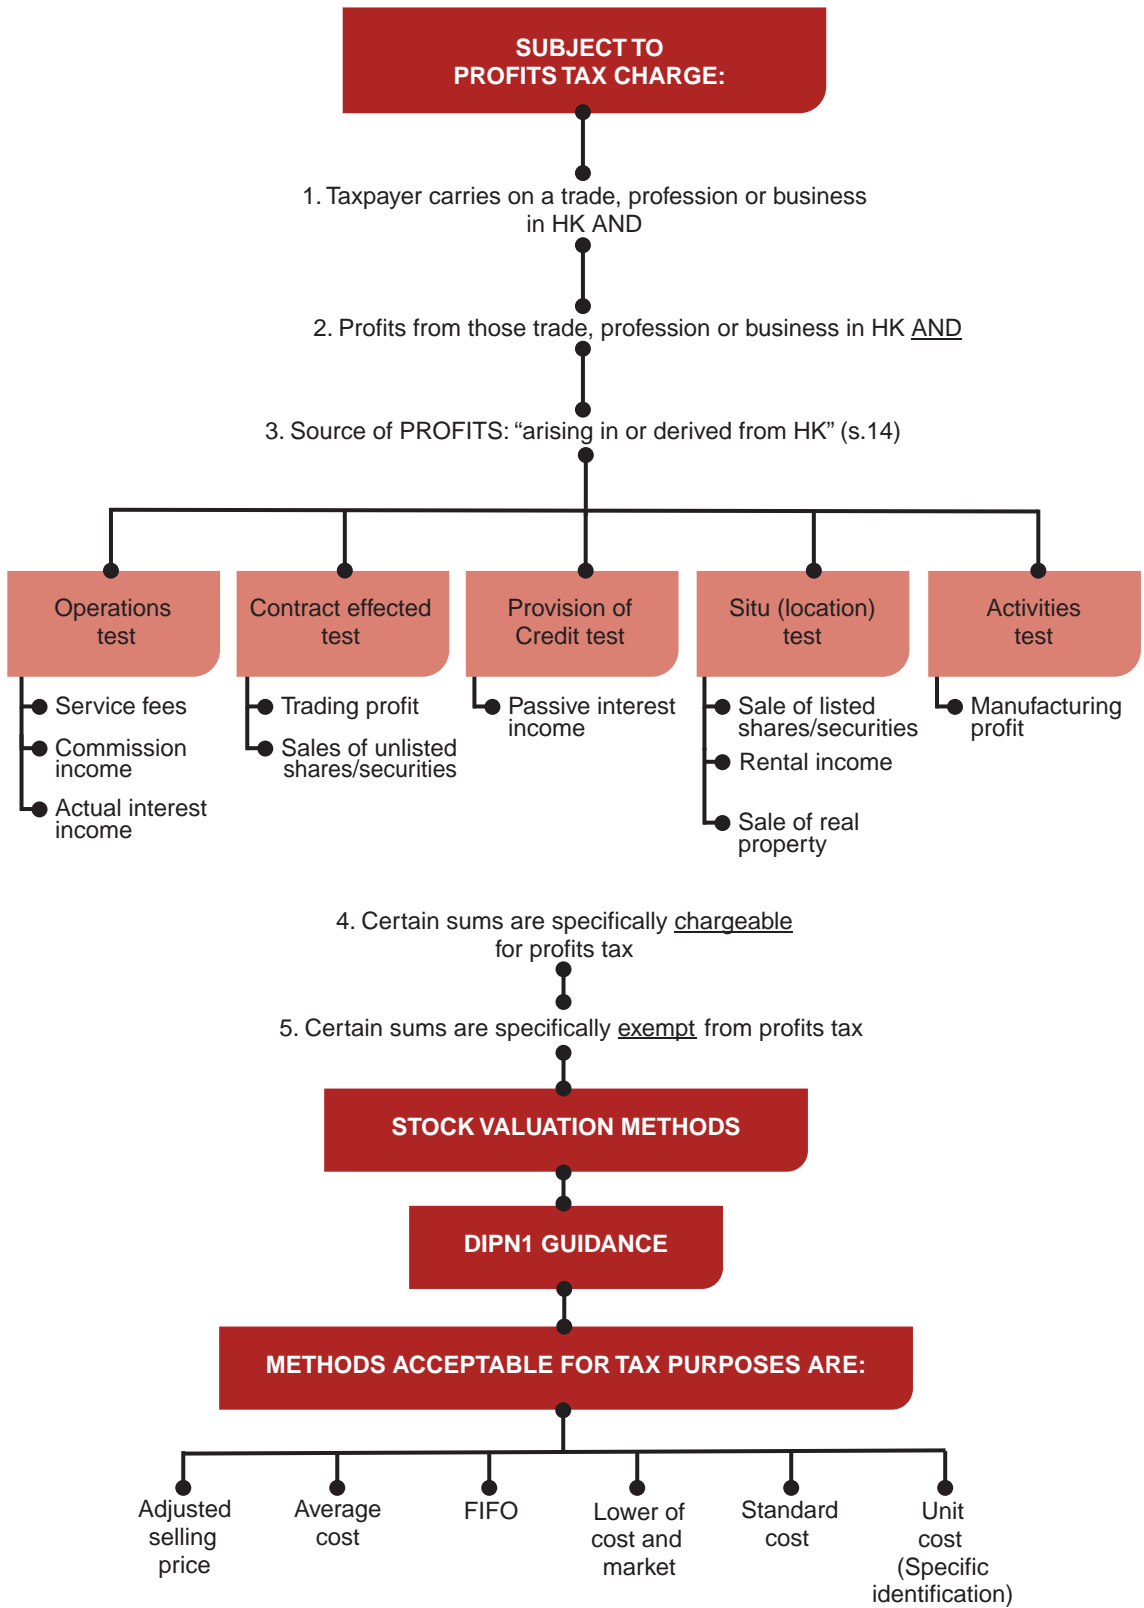 SUBJECT TO
PROFITS TAX CHARGE:
1. Taxpayer carries on a trade, profession or business
in HK AND
2. Profits from those trade, profession or business in HK AND
3. Source of PROFITS: “arising in or derived from HK” (s.14)
Operations
test
Service fees
Commission
income
Actual interest
income
Contract effected
test
Trading profit
Sales of unlisted
shares/securities
Provision of
Credit test
Passive interest
income
Situ (location)
test
Sale of listed
shares/securities
Rental income
Sale of real
property
Activities
test
Manufacturing
profit
4. Certain sums are specifically chargeable
for profits tax
5. Certain sums are specifically exempt from profits tax
STOCK VALUATION METHODS
DIPN1 GUIDANCE
METHODS ACCEPTABLE FOR TAX PURPOSES ARE:
Adjusted
selling
price
Average
cost
FIFO
Lower of
cost and
market
Standard
cost
Unit
cost
(Specific
identification)